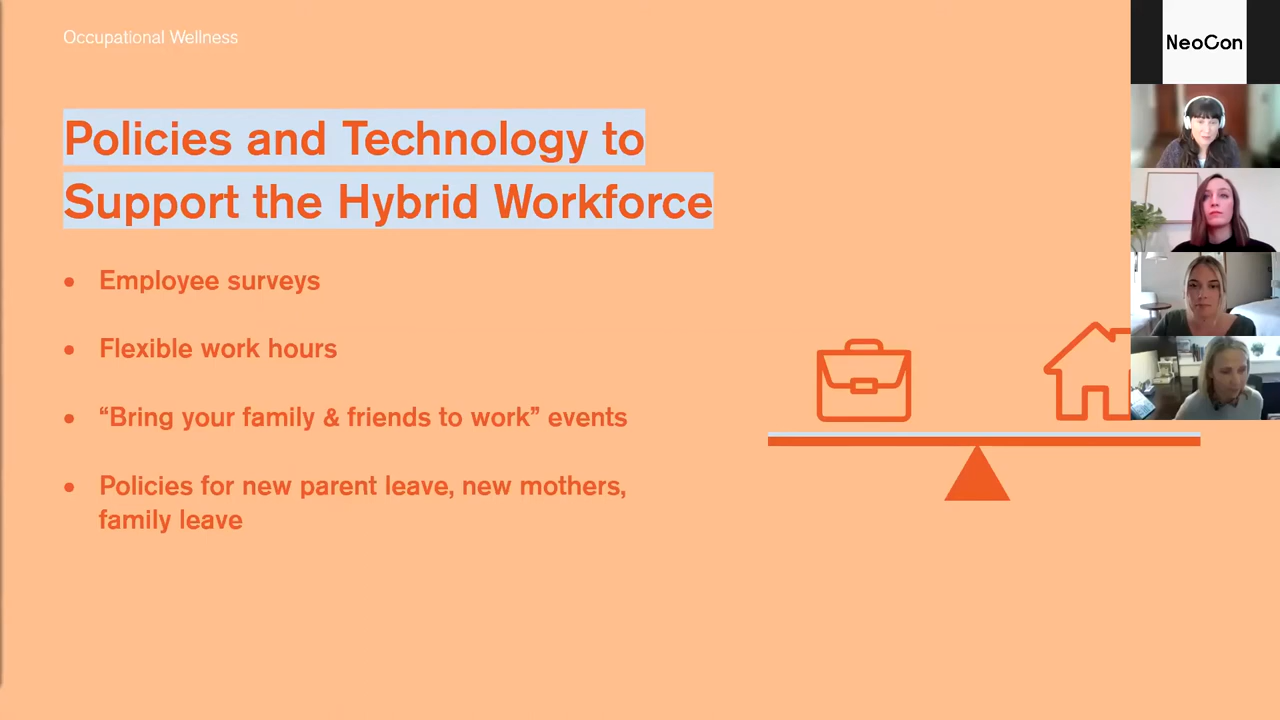 Occupational Wellness
NeoCon
Policies and Technology to
Support the Hybrid Workforce
• Employee surveys
• Flexible work hours
• “Bring your family & friends to work” events
• Policies for new parent leave, new mothers,
family leave